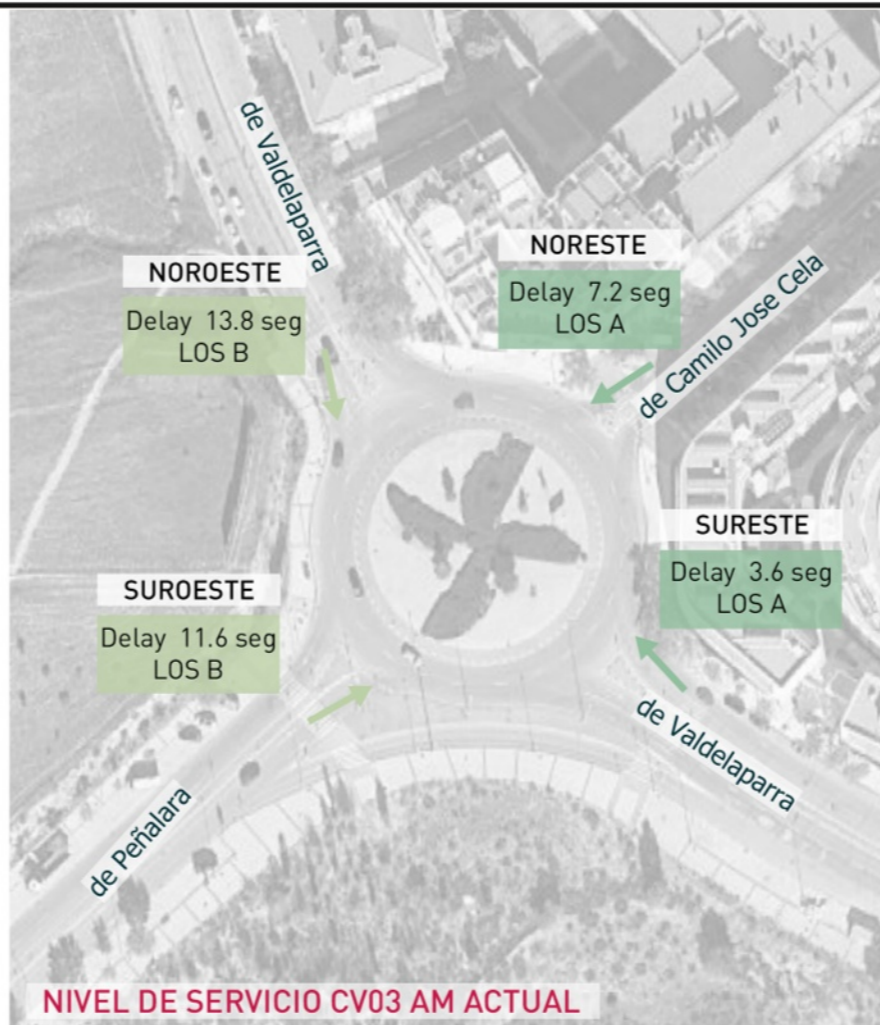 de Valdelaparra
NOROESTE
Delay 13.8 seg
LOS B
NORESTE
Delay 7.2 seg
LOS A
de Camilo Jose Cela
SURESTE
Delay 3.6 seg
LOS A
SUROESTE
Delay 11.6 seg
LOS B
de Valdelaparra
de Peñalara
NIVEL DE SERVICIO CV03 AM ACTUAL